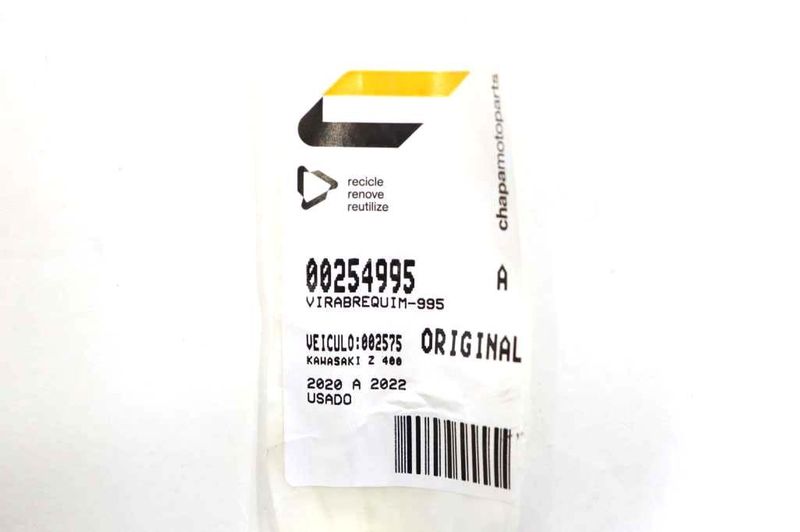 chapamotoparts
recicle
renove
reutilize
00254995 A
VIRABREQUIM-995
VEICULO:002575 ORIGINAL
KAWASAKI Z 400
2020 A 2022
USADO